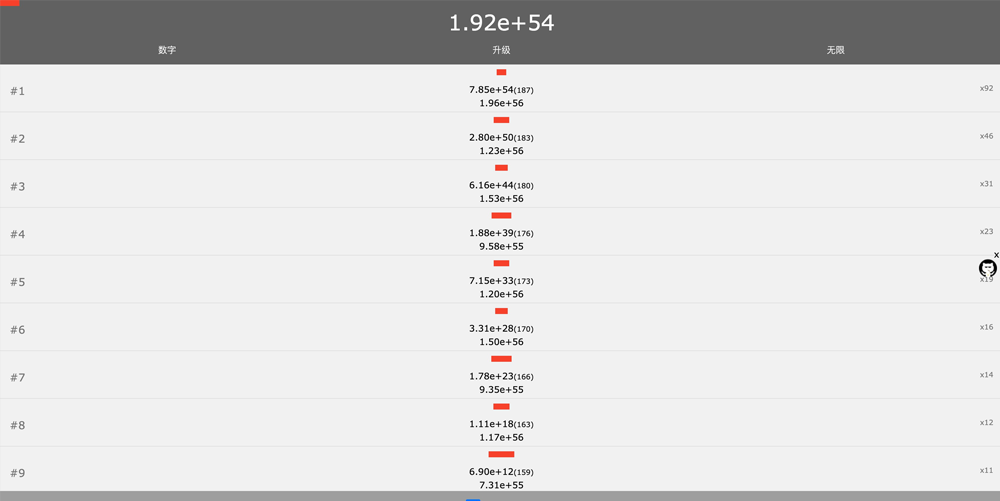 1.92e+54
数字 升级 无限
#1 7.85e+54(187) x92
1.96e+56
#2 2.80e+50(183) x46
1.23e+56
#3 6.16e+44(180) x31
1.53e+56
#4 1.88e+39(176) x23
9.58e+55
x
#5 7.15e+33(173) x19
1.20e+56
#6 3.31e+28(170) x16
1.50e+56
#7 1.78e+23(166) x14
9.35e+55
#8 1.11e+18(163) x12
1.17e+56
#9 6.90e+12(159) x11
7.31e+55